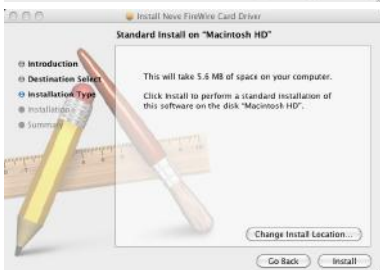 Install Neve FireWire Card Driver
Standard Install on "Macintosh HD"
Introduction
Destination Select
Installation Type
Installation
Summary
This will take 5.6 MB of space on your computer.
Click Install to perform a standard installation of
this software on the disk "Macintosh HD".
Change Install Location...
Go Back
Install